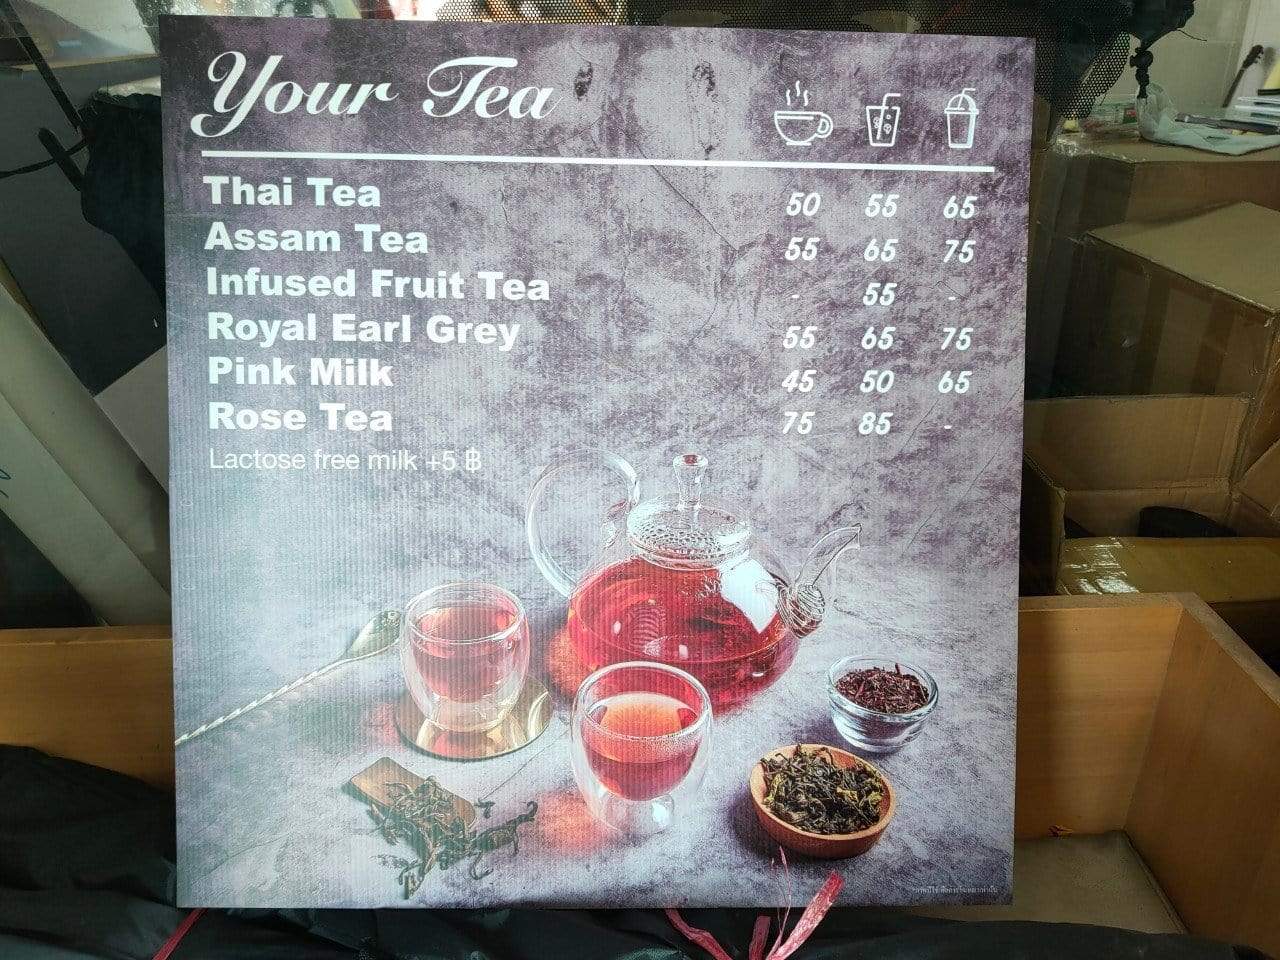 Your Tea
Thai Tea 50 55 65
Assam Tea 55 65 75
Infused Fruit Tea - 55 -
Royal Earl Grey 55 65 75
Pink Milk 45 50 65
Rose Tea 75 85 -
Lactose free milk +5 ฿